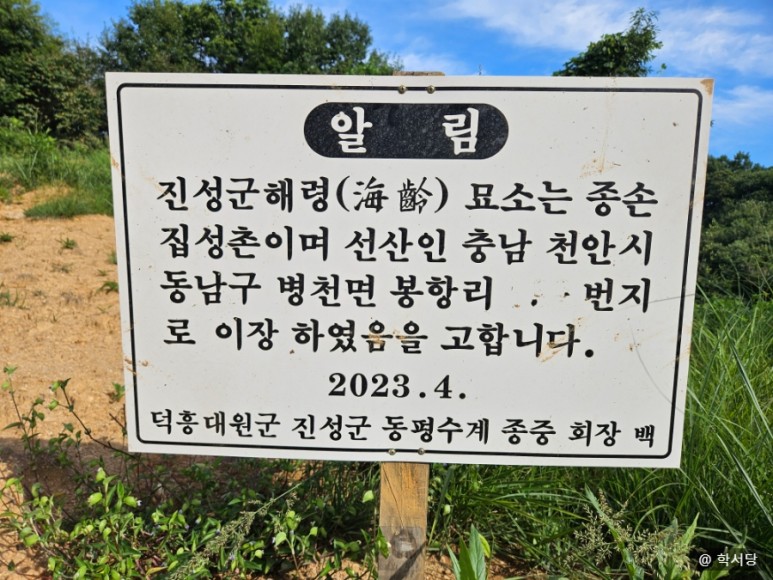 알 림
진성군해령(海齡) 묘소는 종손
집성촌이며 선산인 충남 천안시
동남구 병천면 봉항리 . 번지
로 이장 하였음을 고합니다.
2023.4.
덕흥대원군 진성군 동평수계 종중 회장 백
@ 학서당